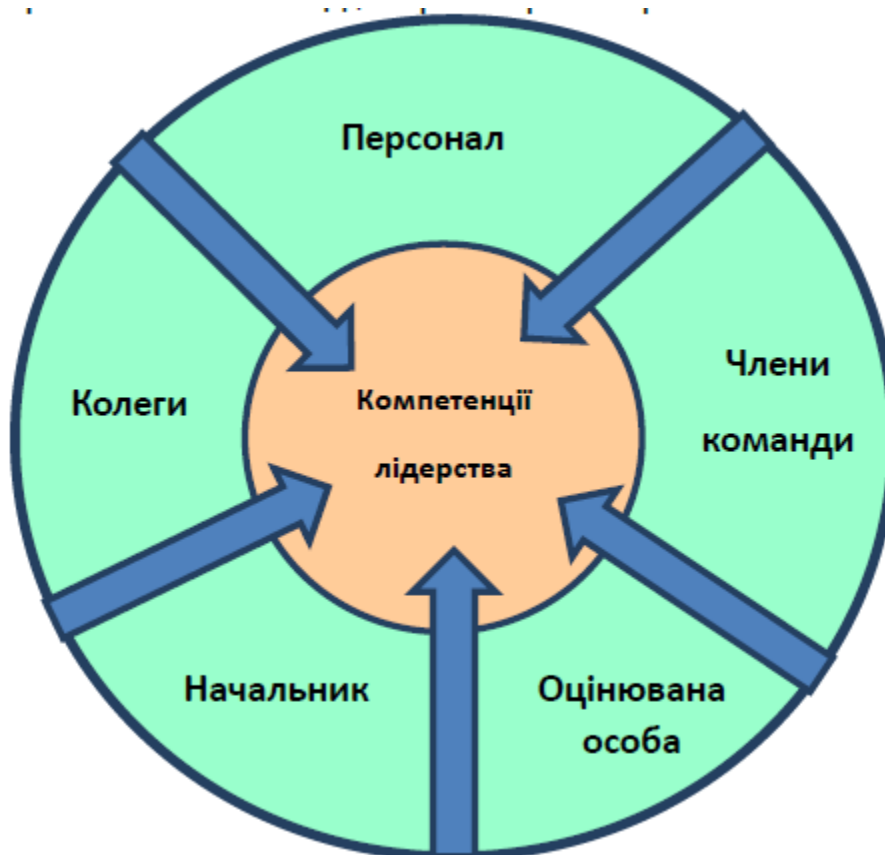 Персонал
Колеги
Компетенції
лідерства
Члени
команди
Начальник
Оцінювана
особа